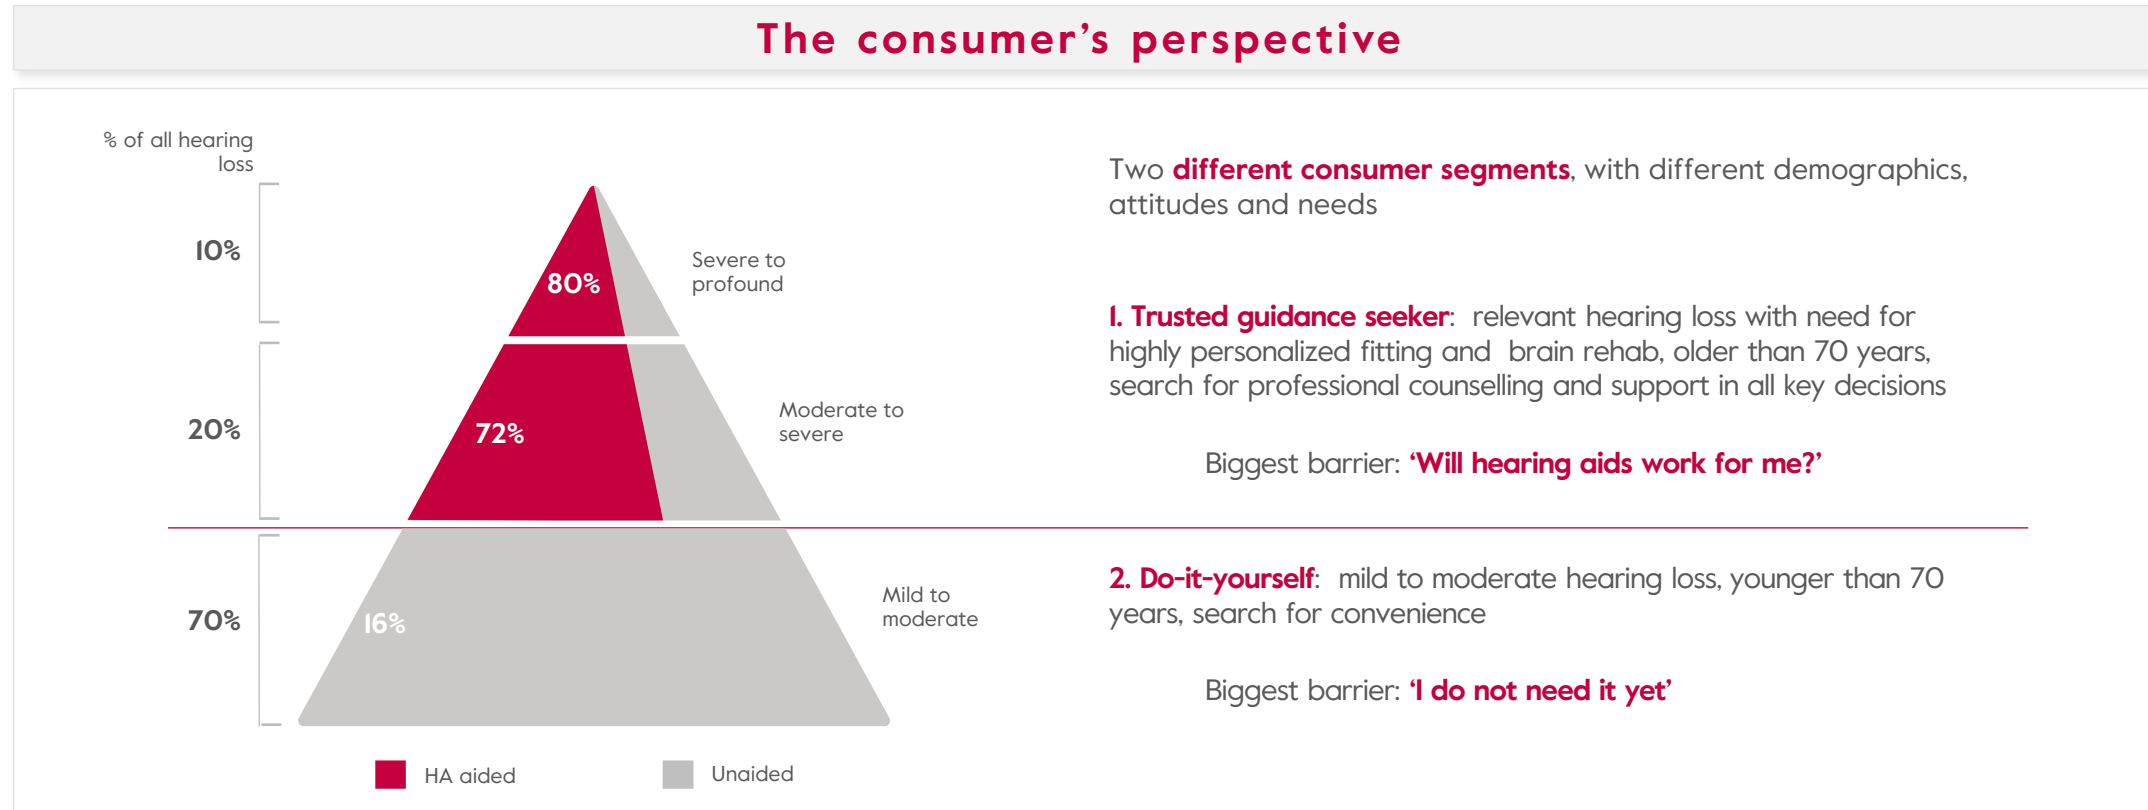 The consumer’s perspective
% of all hearing
loss
10%
80%
Severe to
profound
20%
72%
Moderate to
severe
70%
16%
Mild to
moderate
HA aided
Unaided
Two different consumer segments, with different demographics,
attitudes and needs
1. Trusted guidance seeker: relevant hearing loss with need for
highly personalized fitting and brain rehab, older than 70 years,
search for professional counselling and support in all key decisions
Biggest barrier: ‘Will hearing aids work for me?’
2. Do-it-yourself: mild to moderate hearing loss, younger than 70
years, search for convenience
Biggest barrier: ‘I do not need it yet’